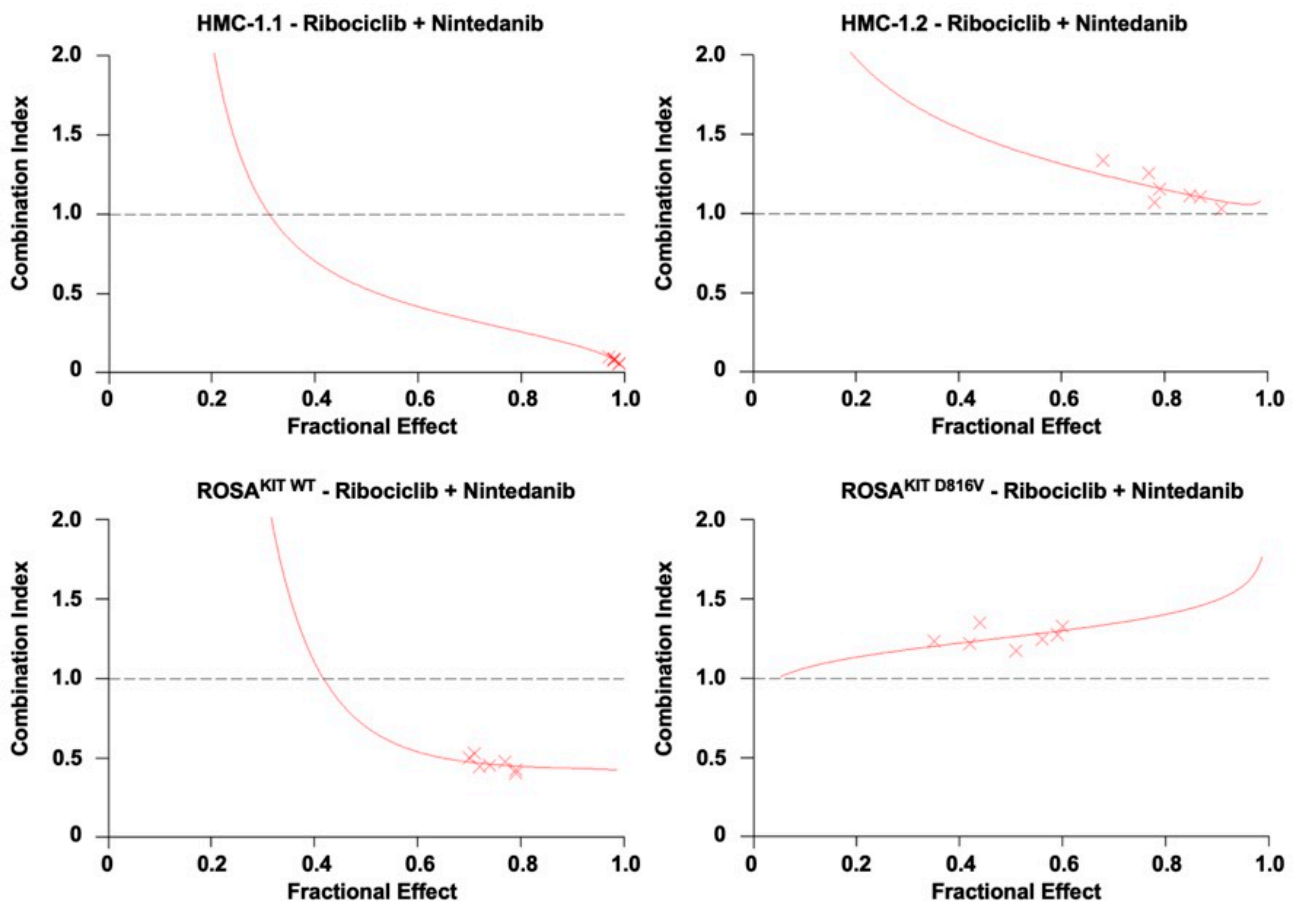 HMC-1.1 - Ribociclib + Nintedanib
2.0
1.5
1.0
0.5
0
Combination Index
0 0.2 0.4 0.6 0.8 1.0
Fractional Effect
HMC-1.2 - Ribociclib + Nintedanib
2.0
1.5
1.0
0.5
0
Combination Index
0 0.2 0.4 0.6 0.8 1.0
Fractional Effect
ROSAKIT WT - Ribociclib + Nintedanib
2.0
1.5
1.0
0.5
0
Combination Index
0 0.2 0.4 0.6 0.8 1.0
Fractional Effect
ROSAKIT D816V - Ribociclib + Nintedanib
2.0
1.5
1.0
0.5
0
Combination Index
0 0.2 0.4 0.6 0.8 1.0
Fractional Effect